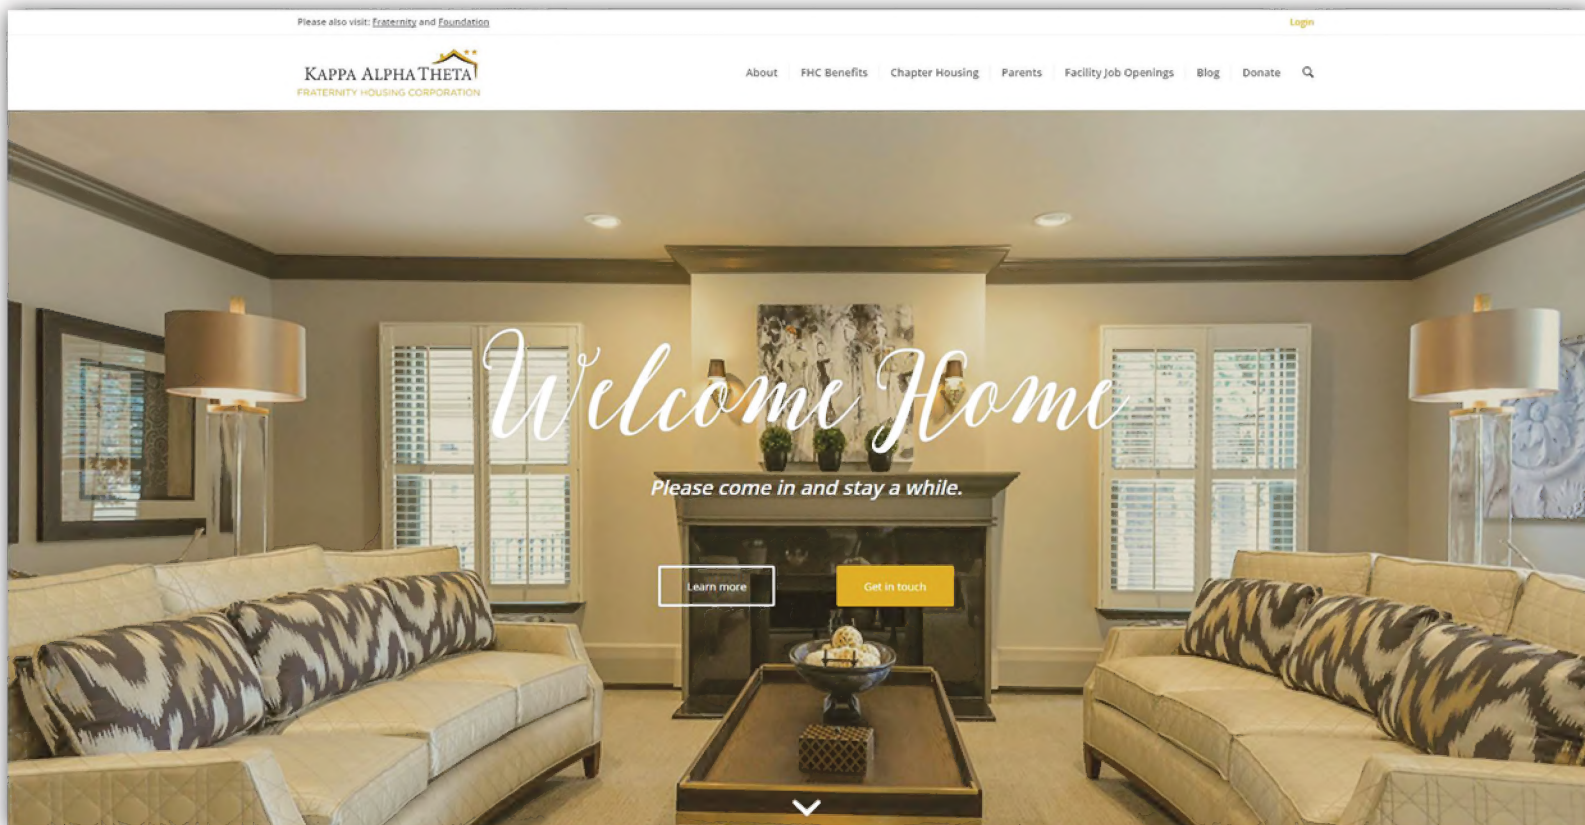 Please also visit: Fraternity and Foundation
Login
KAPPA ALPHA THETA
FRATERNITY HOUSING CORPORATION
About
FHC Benefits
Chapter Housing
Parents
Facility Job Openings
Blog
Donate
Welcome Home
Please come in and stay a while.
Learn more
Get in touch